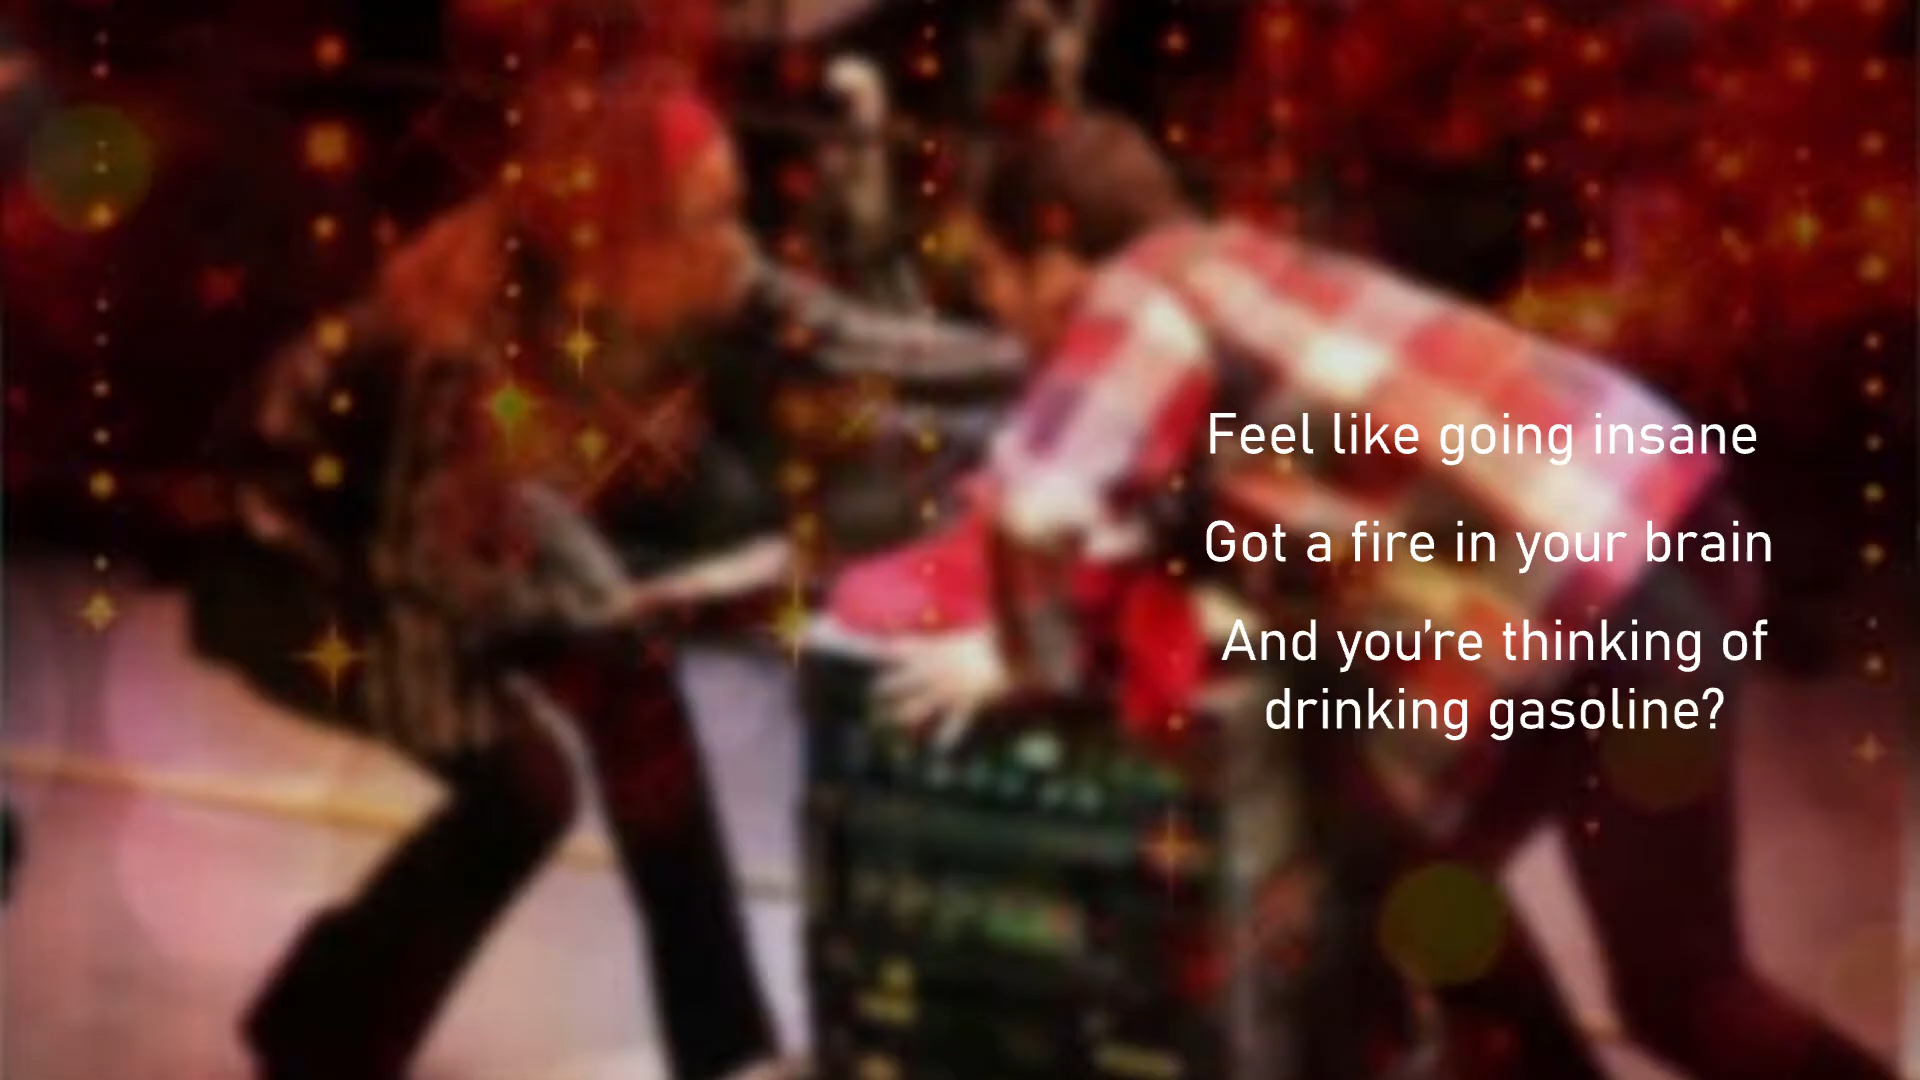 Feel like going insane
Got a fire in your brain
And you’re thinking of
drinking gasoline?